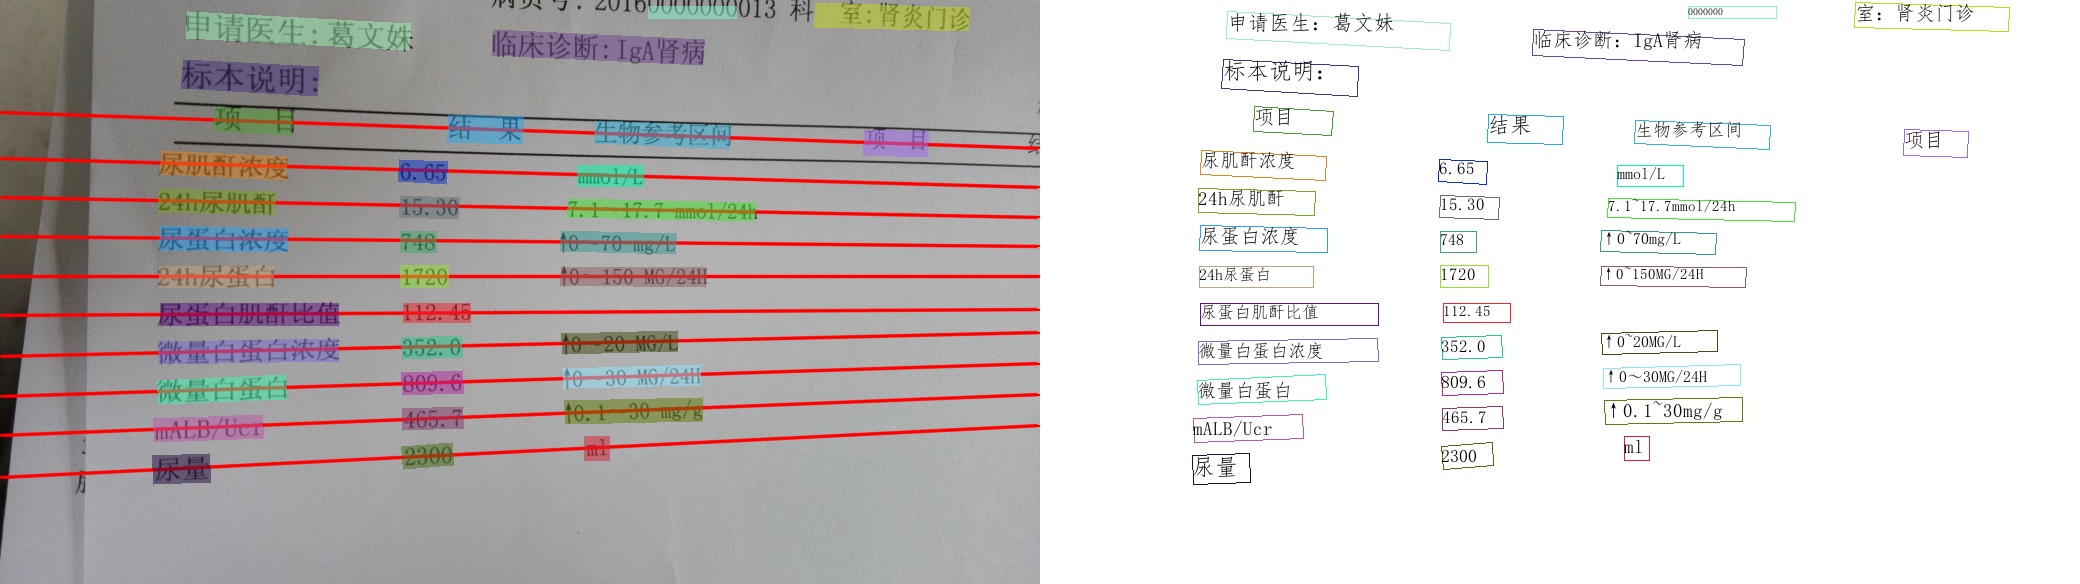 20160000000013 科 室:肾炎门诊
申请医生: 葛文妹
临床诊断:IgA肾病
标本说明:
项 目 结 果 生物参考区间 项 目
尿肌酐浓度 6.65 mmol/L
24h尿肌酐 15.30 7.1~17.7 mmol/24h
尿蛋白浓度 748 ↑0~70 mg/L
24h尿蛋白 1720 ↑0~150 MG/24H
尿蛋白肌酐比值 112.45
微量白蛋白浓度 352.0 ↑0~20 MG/L
微量白蛋白 809.6 ↑0~30 MG/24H
mALB/Ucr 465.7 ↑0.1~30 mg/g
尿量 2300 ml
0000000 室: 肾炎门诊
申请医生: 葛文妹
临床诊断: IgA肾病
标本说明:
项目 结果 生物参考区间 项目
尿肌酐浓度 6.65 mmol/L
24h尿肌酐 15.30 7.1~17.7mmol/24h
尿蛋白浓度 748 ↑0~70mg/L
24h尿蛋白 1720 ↑0~150MG/24H
尿蛋白肌酐比值 112.45
微量白蛋白浓度 352.0 ↑0~20MG/L
微量白蛋白 809.6 ↑0~30MG/24H
mALB/Ucr 465.7 ↑0.1~30mg/g
尿量 2300 ml